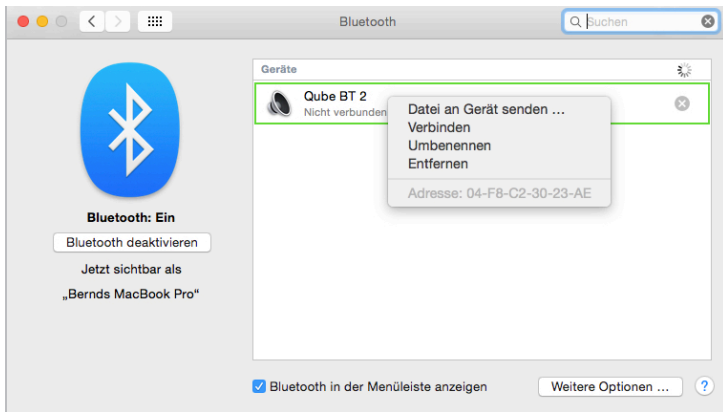 Bluetooth
Suchen
Geräte
Qube BT 2
Nicht verbunden
Datei an Gerät senden ...
Verbinden
Umbenennen
Entfernen
Adresse: 04-F8-C2-30-23-AE
Bluetooth: Ein
Bluetooth deaktivieren
Jetzt sichtbar als
„Bernds MacBook Pro“
Bluetooth in der Menüleiste anzeigen
Weitere Optionen ...
?